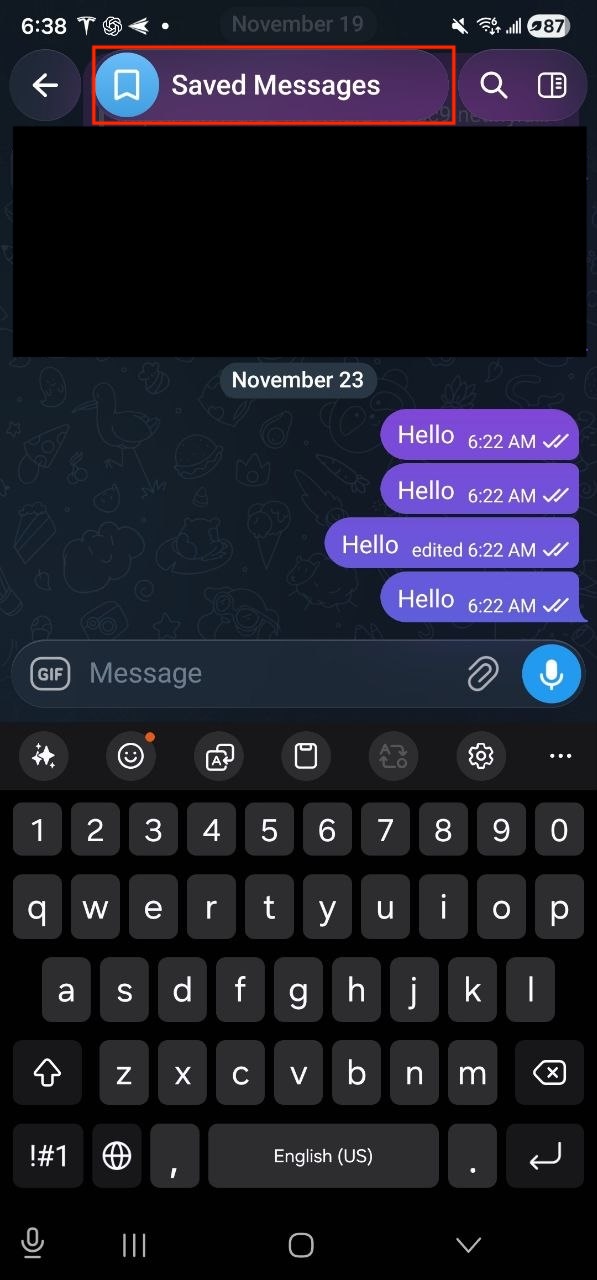 6:38
87
November 19
Saved Messages
November 23
Hello 6:22 AM
Hello 6:22 AM
Hello edited 6:22 AM
Hello 6:22 AM
GIF Message
1 2 3 4 5 6 7 8 9 0
q w e r t y u i o p
a s d f g h j k l
z x c v b n m
!#1 , English (US) .